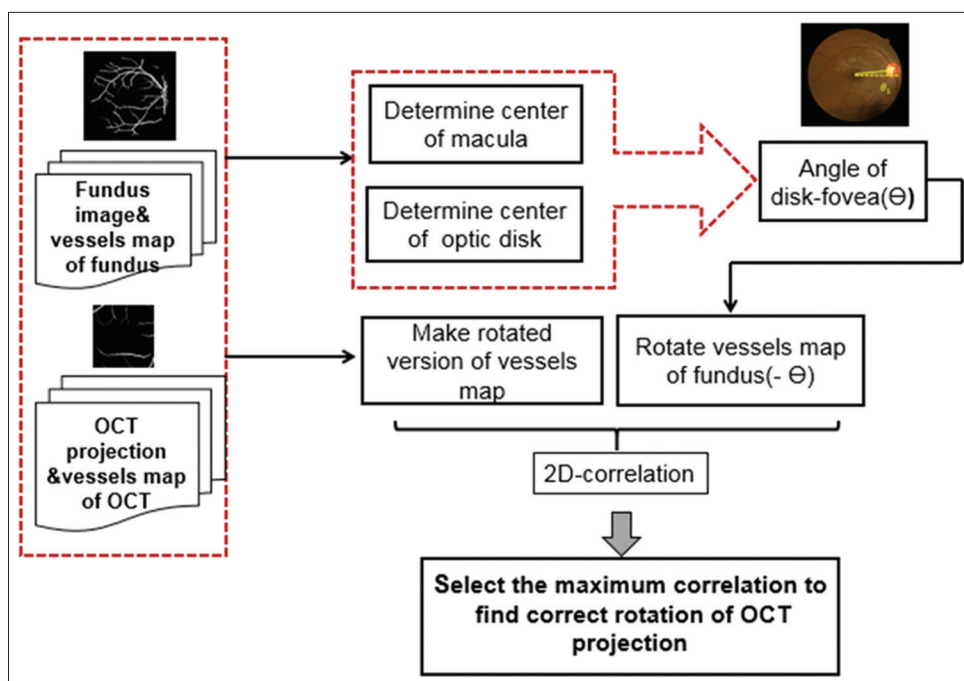 Fundus
image&
vessels map
of fundus
OCT
projection
&vessels map
of OCT
Determine center
of macula
Determine center
of optic disk
θ1
Angle of
disk-fovea(Θ)
Make rotated
version of vessels
map
Rotate vessels map
of fundus(- Θ)
2D-correlation
Select the maximum correlation to
find correct rotation of OCT
projection